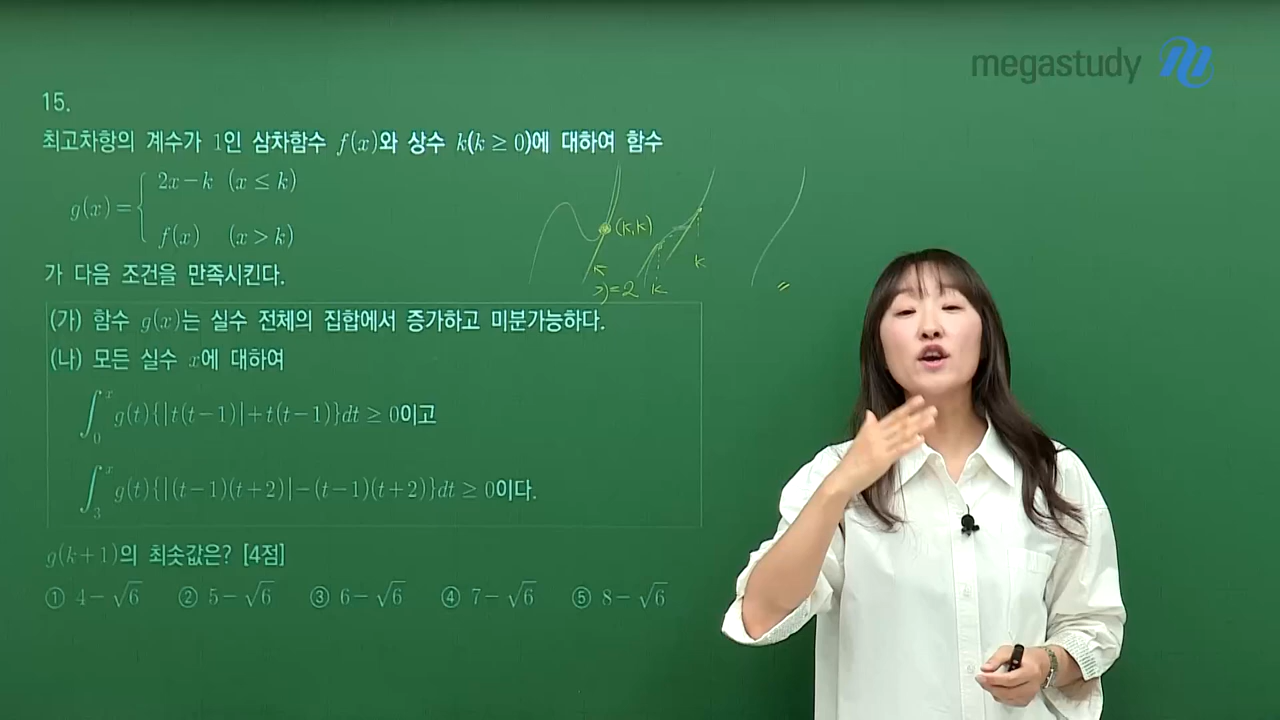 megastudy
15.
최고차항의 계수가 1인 삼차함수 f(x)와 상수 k(k ≥ 0)에 대하여 함수
g(x) = { 2x − k (x ≤ k)
f(x) (x > k)
(k, k)
k
k
k
가 다음 조건을 만족시킨다.
(가) 함수 g(x)는 실수 전체의 집합에서 증가하고 미분가능하다.
(나) 모든 실수 x에 대하여
∫₀ˣ g(t){|t(t−1)|+t(t−1)}dt ≥ 0이고
∫₃ˣ g(t){|(t−1)(t+2)|−(t−1)(t+2)}dt ≥ 0이다.
g(k+1)의 최솟값은? [4점]
① 4−√6 ② 5−√6 ③ 6−√6 ④ 7−√6 ⑤ 8−√6